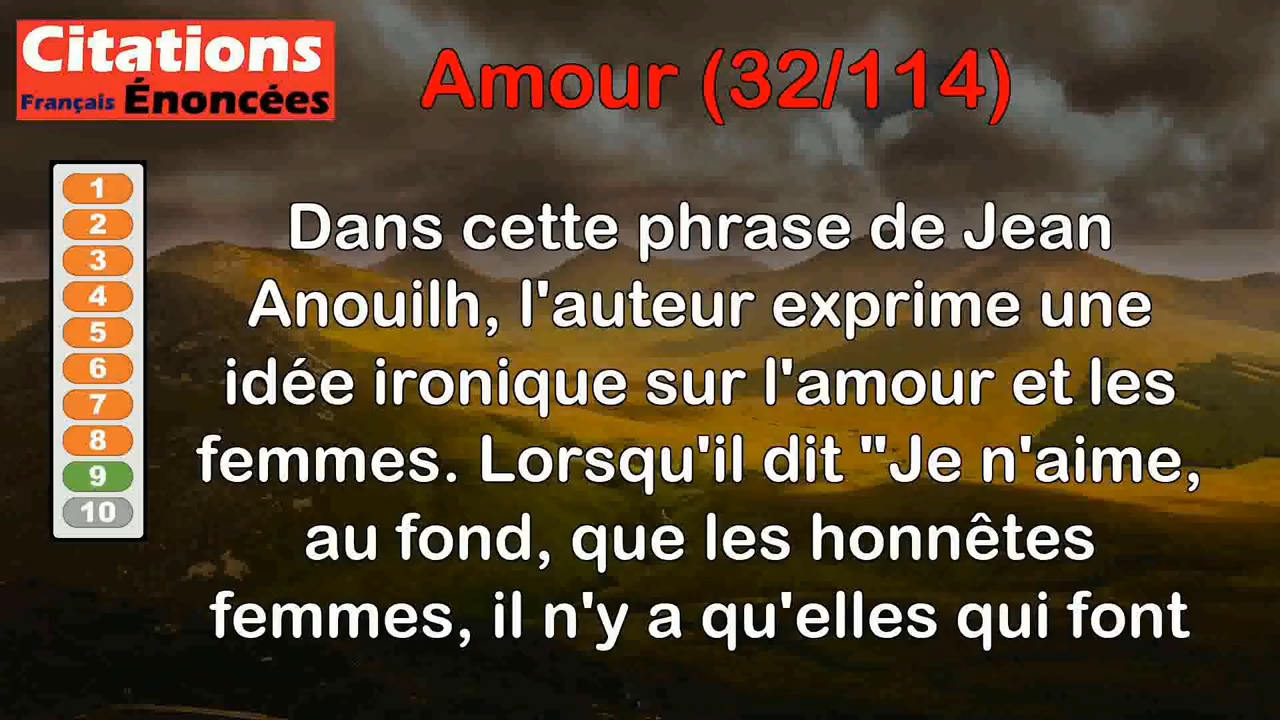 Citations
Français Énoncées
Amour (32/114)
1
2
3
4
5
6
7
8
9
10
Dans cette phrase de Jean
Anouilh, l'auteur exprime une
idée ironique sur l'amour et les
femmes. Lorsqu'il dit "Je n'aime,
au fond, que les honnêtes
femmes, il n'y a qu'elles qui font